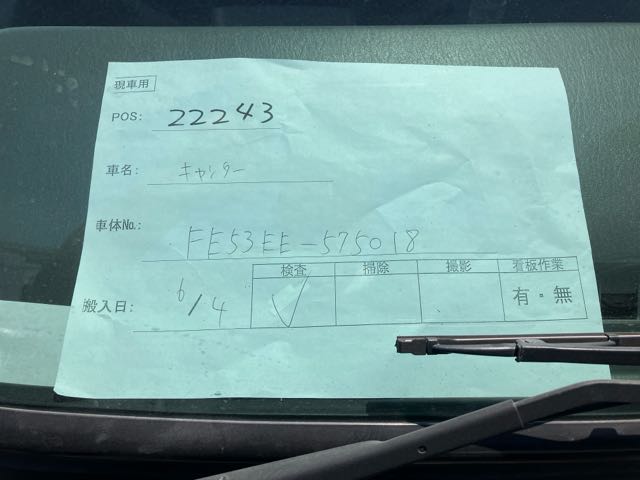 現車用
POS: 22243
車名: キャンター
車体No.: FE53EE-575018
搬入日: 6/4
検査 掃除 撮影 看板作業
有・無